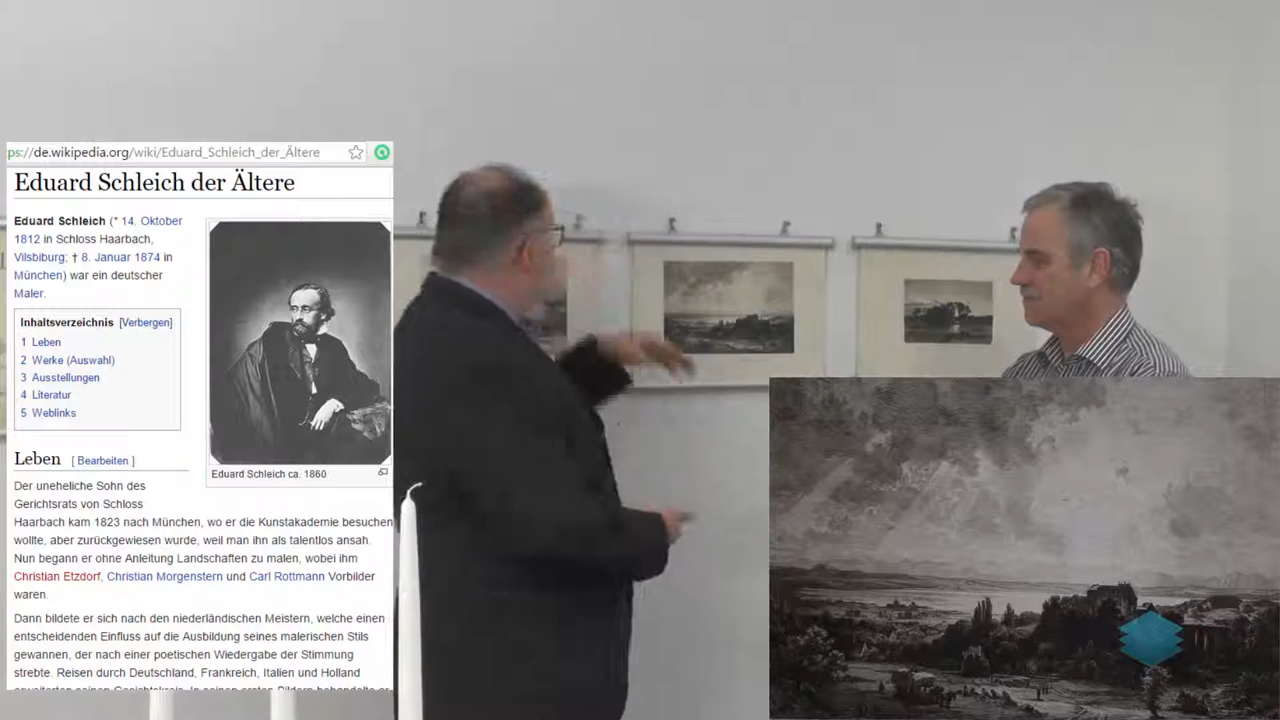 ps://de.wikipedia.org/wiki/Eduard_Schleich_der_Ältere
Eduard Schleich der Ältere
Eduard Schleich (* 14. Oktober
1812 in Schloss Haarbach,
Vilsbiburg; † 8. Januar 1874 in
München) war ein deutscher
Maler.
Inhaltsverzeichnis [Verbergen]
1 Leben
2 Werke (Auswahl)
3 Ausstellungen
4 Literatur
5 Weblinks
Eduard Schleich ca. 1860
Leben [ Bearbeiten ]
Der uneheliche Sohn des
Gerichtsrats von Schloss
Haarbach kam 1823 nach München, wo er die Kunstakademie besuchen
wollte, aber zurückgewiesen wurde, weil man ihn als talentlos ansah.
Nun begann er ohne Anleitung Landschaften zu malen, wobei ihm
Christian Etzdorf, Christian Morgenstern und Carl Rottmann Vorbilder
waren.
Dann bildete er sich nach den niederländischen Meistern, welche einen
entscheidenden Einfluss auf die Ausbildung seines malerischen Stils
gewannen, der nach einer poetischen Wiedergabe der Stimmung
strebte. Reisen durch Deutschland, Frankreich, Italien und Holland